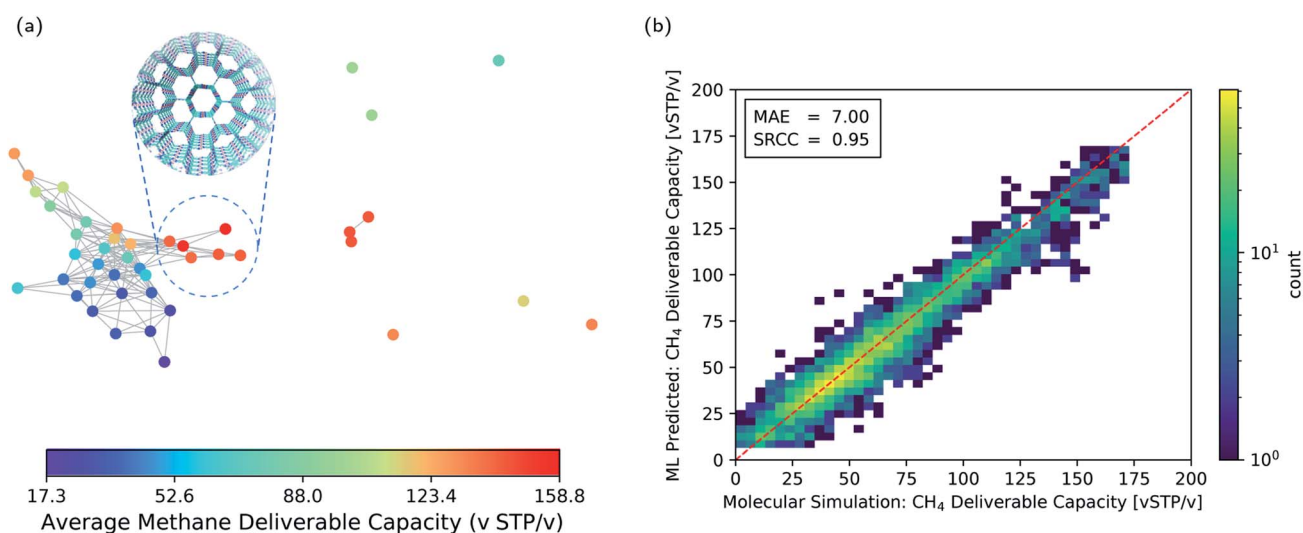 (a)
17.3 52.6 88.0 123.4 158.8
Average Methane Deliverable Capacity (v STP/v)
(b)
ML Predicted: CH₄ Deliverable Capacity [vSTP/v]
200
175
150
125
100
75
50
25
0
MAE = 7.00
SRCC = 0.95
0 25 50 75 100 125 150 175 200
Molecular Simulation: CH₄ Deliverable Capacity [vSTP/v]
10¹
10⁰
count